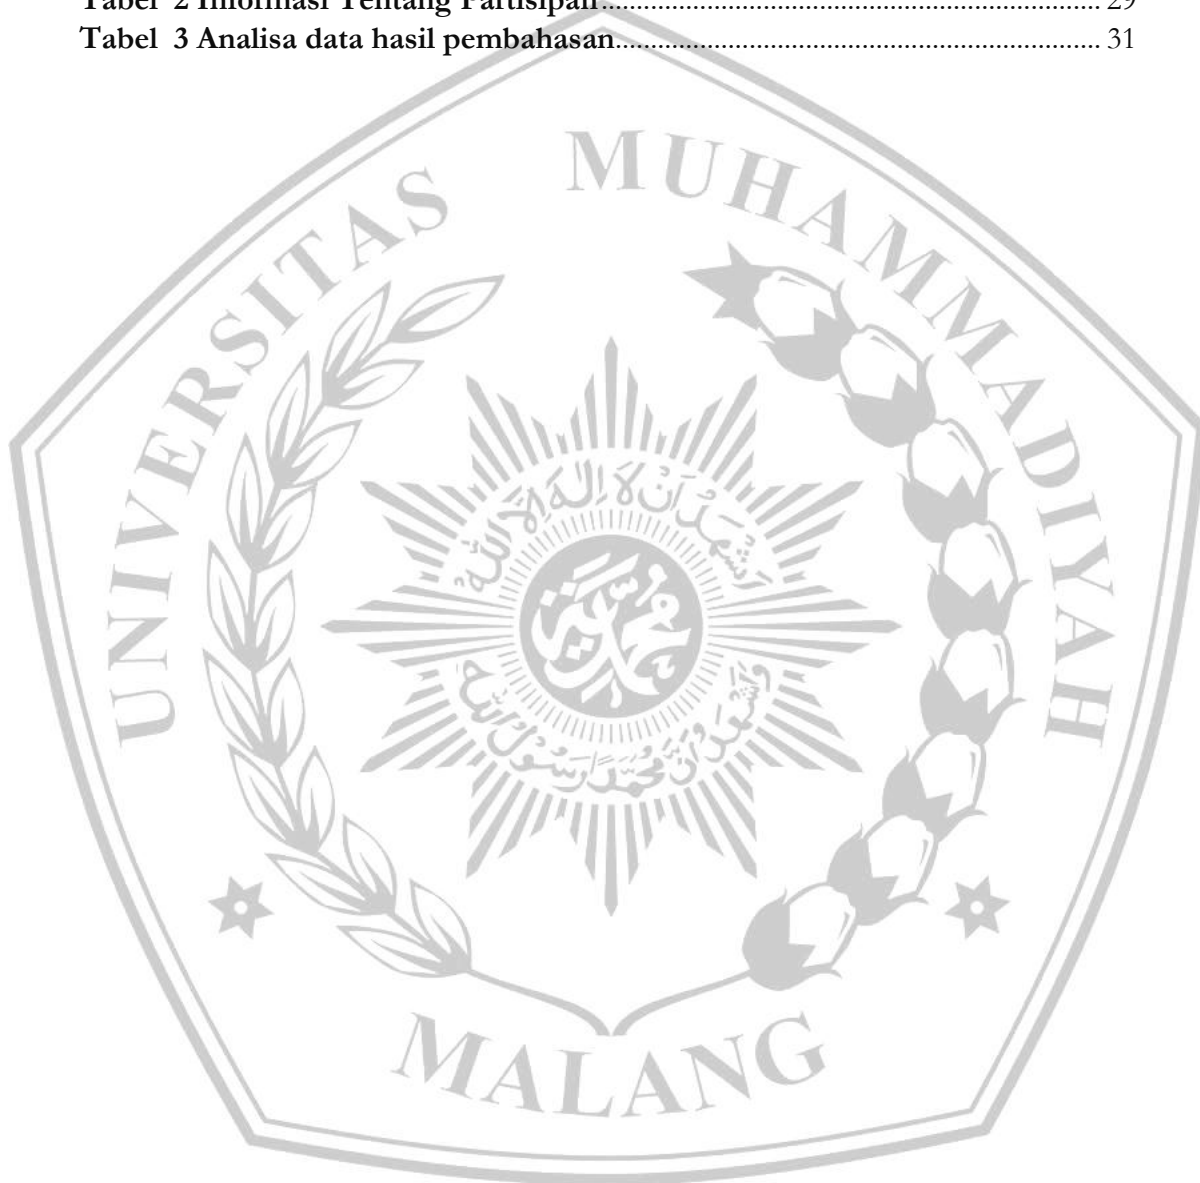 Tabel 2 Informasi Tentang Partisipan........ 29
Tabel 3 Analisa data hasil pembahasan........ 31
UNIVERSITAS MUHAMMADIYAH
MALANG